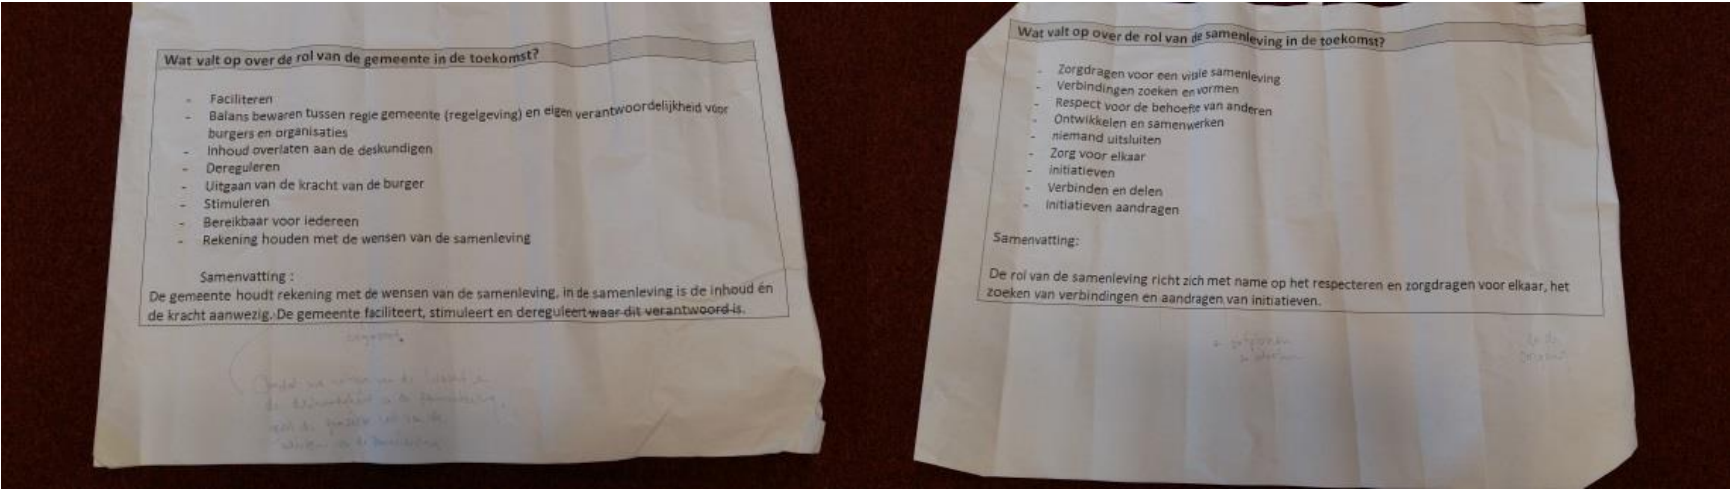 Wat valt op over de rol van de gemeente in de toekomst?
- Faciliteren
- Balans bewaren tussen regie gemeente (regelgeving) en eigen verantwoordelijkheid voor
burgers en organisaties
- Inhoud overlaten aan de deskundigen
- Dereguleren
- Uitgaan van de kracht van de burger
- Stimuleren
- Bereikbaar voor iedereen
- Rekening houden met de wensen van de samenleving
Samenvatting :
De gemeente houdt rekening met de wensen van de samenleving, in de samenleving is de inhoud én
de kracht aanwezig. De gemeente faciliteert, stimuleert en dereguleert waar dit verantwoord is.
Wat valt op over de rol van de samenleving in de toekomst?
- Zorgdragen voor een vitale samenleving
- Verbindingen zoeken en vormen
- Respect voor de behoefte van anderen
- Ontwikkelen en samenwerken
- niemand uitsluiten
- Zorg voor elkaar
- initiatieven
- Verbinden en delen
- Initiatieven aandragen
Samenvatting:
De rol van de samenleving richt zich met name op het respecteren en zorgdragen voor elkaar, het
zoeken van verbindingen en aandragen van initiatieven.